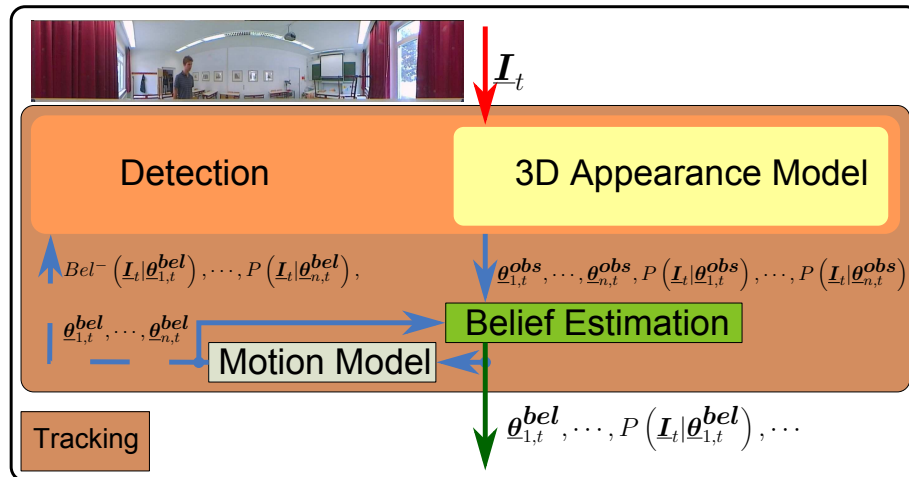 I_t
Detection
3D Appearance Model
Bel⁻ (I_t|θ^bel_1,t), ⋯, P (I_t|θ^bel_n,t),
θ^obs_1,t, ⋯, θ^obs_n,t, P (I_t|θ^obs_1,t), ⋯, P (I_t|θ^obs_n,t)
θ^bel_1,t, ⋯, θ^bel_n,t
Belief Estimation
Motion Model
Tracking
θ^bel_1,t, ⋯, P (I_t|θ^bel_1,t), ⋯